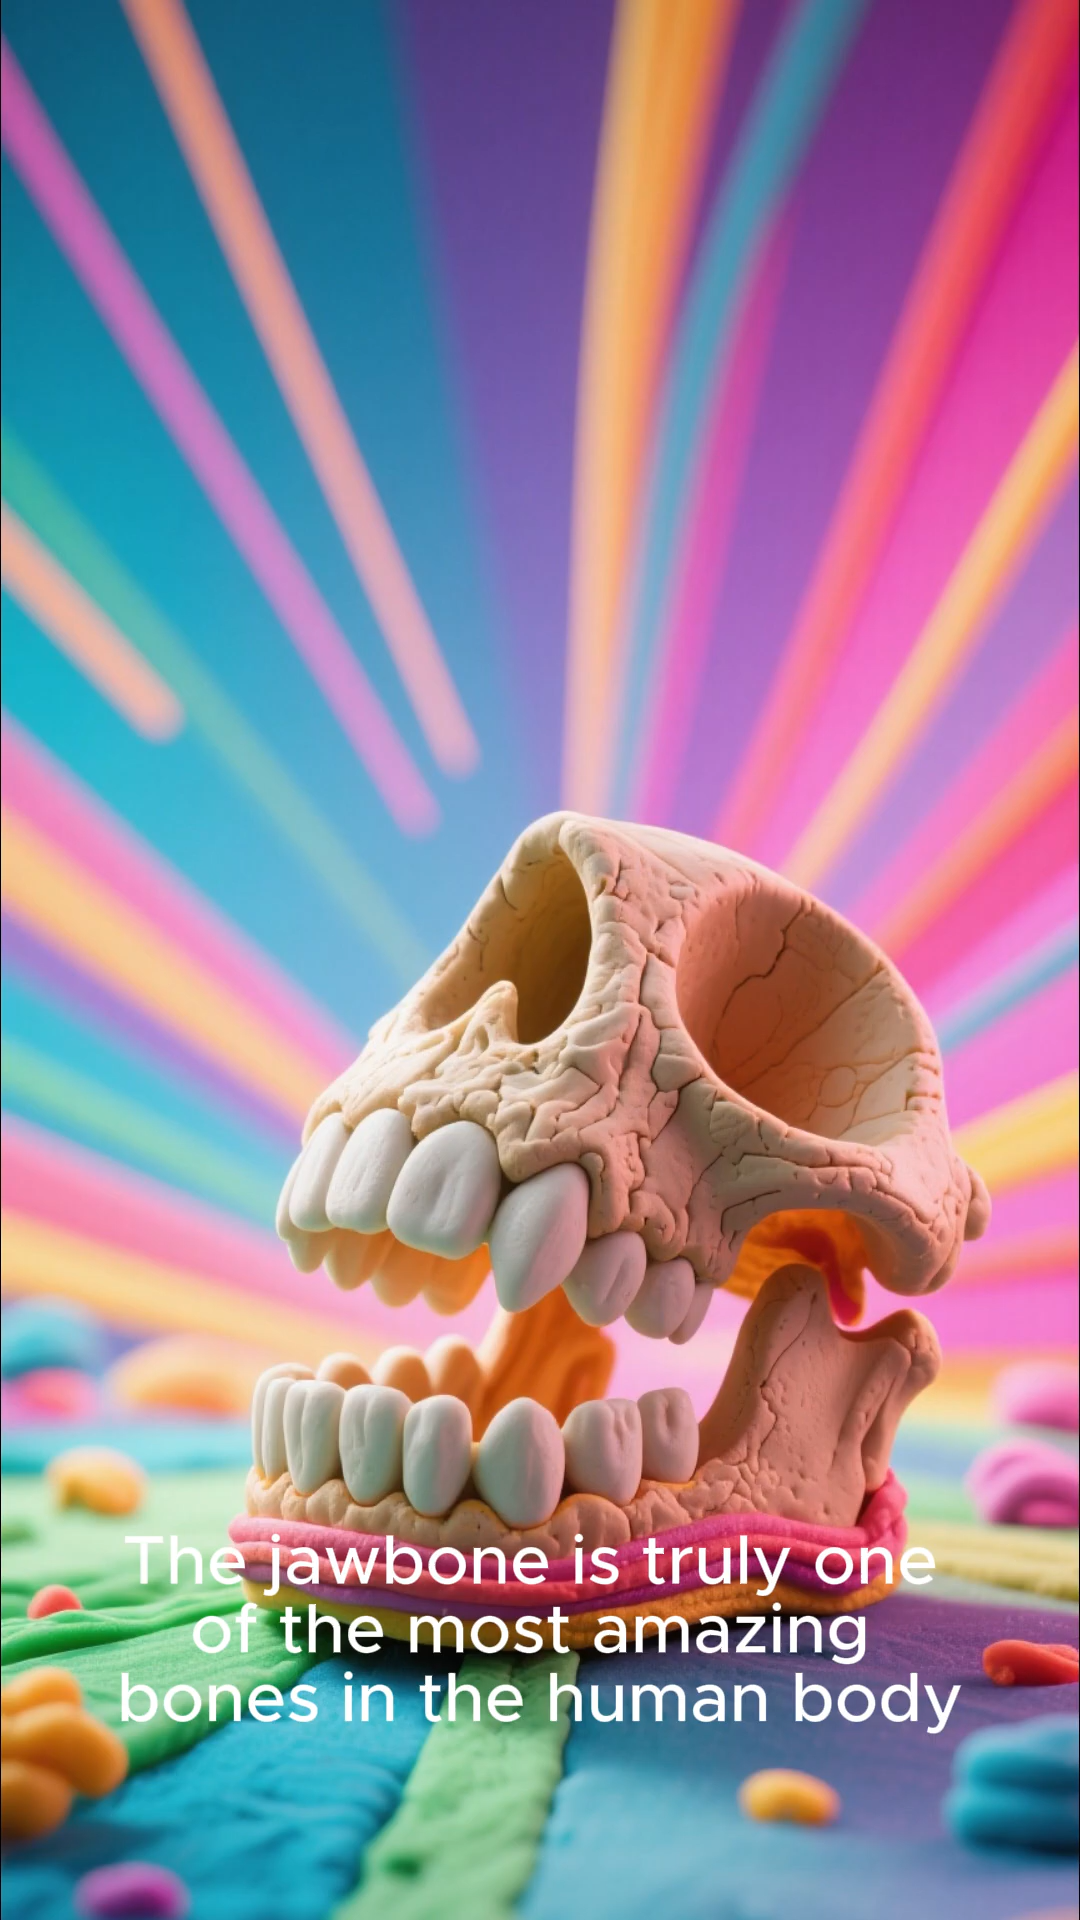 The jawbone is truly one
of the most amazing
bones in the human body